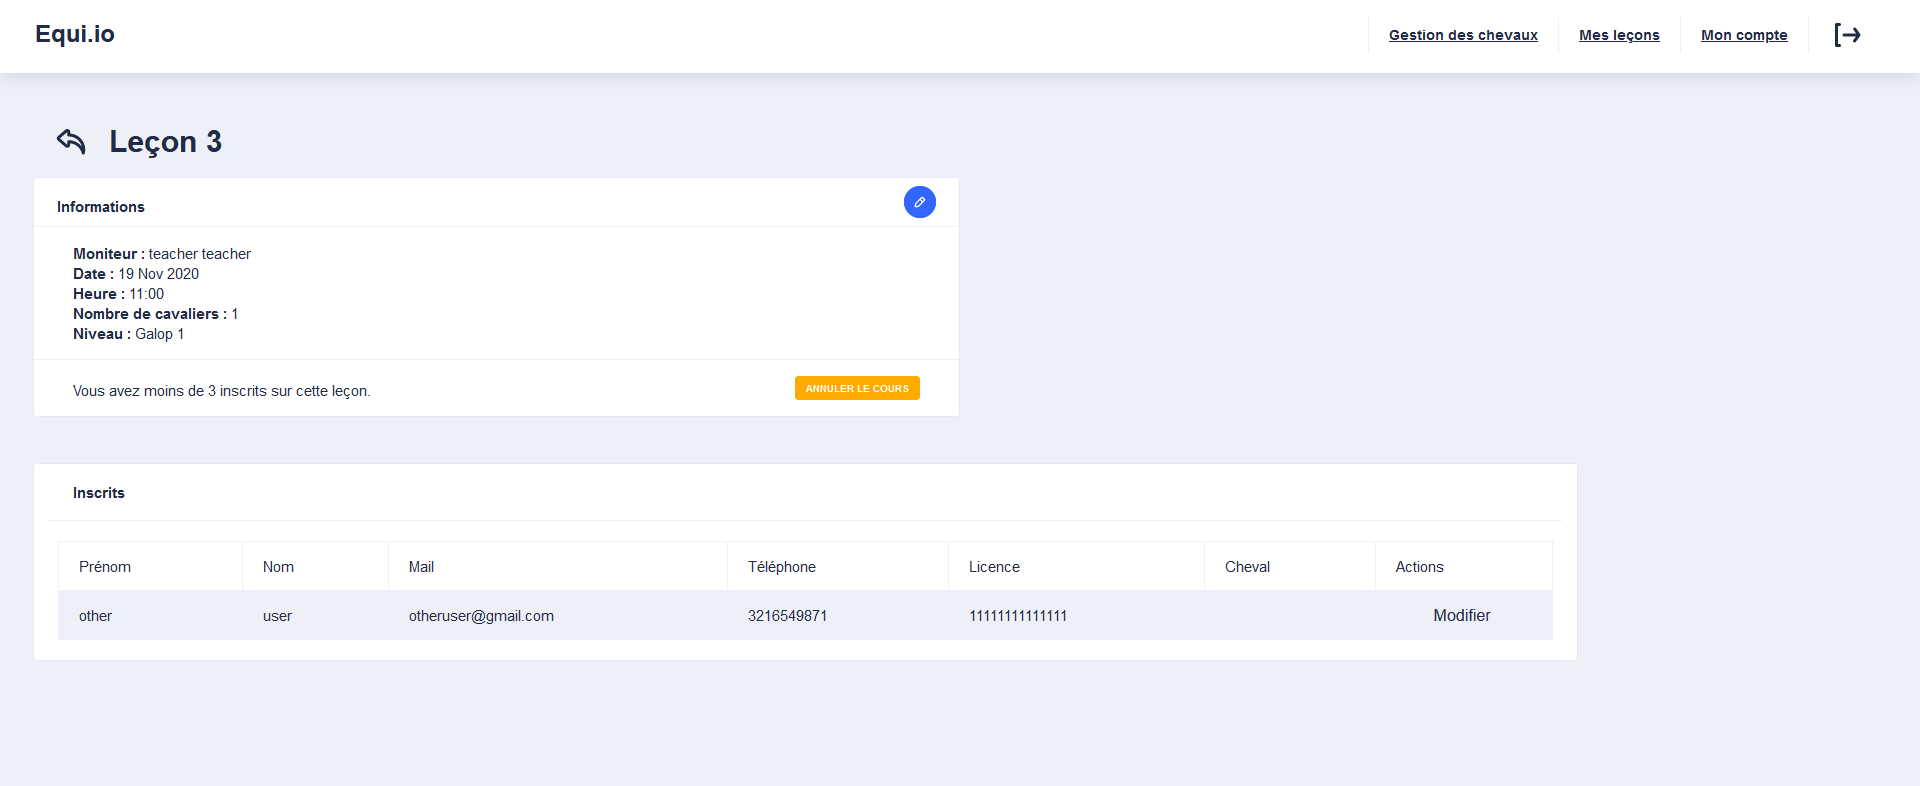 Equi.io
Gestion des chevaux
Mes leçons
Mon compte
Leçon 3
Informations
Moniteur : teacher teacher
Date : 19 Nov 2020
Heure : 11:00
Nombre de cavaliers : 1
Niveau : Galop 1
Vous avez moins de 3 inscrits sur cette leçon.
ANNULER LE COURS
Inscrits
Prénom Nom Mail Téléphone Licence Cheval Actions
other user otheruser@gmail.com 3216549871 11111111111111 Modifier